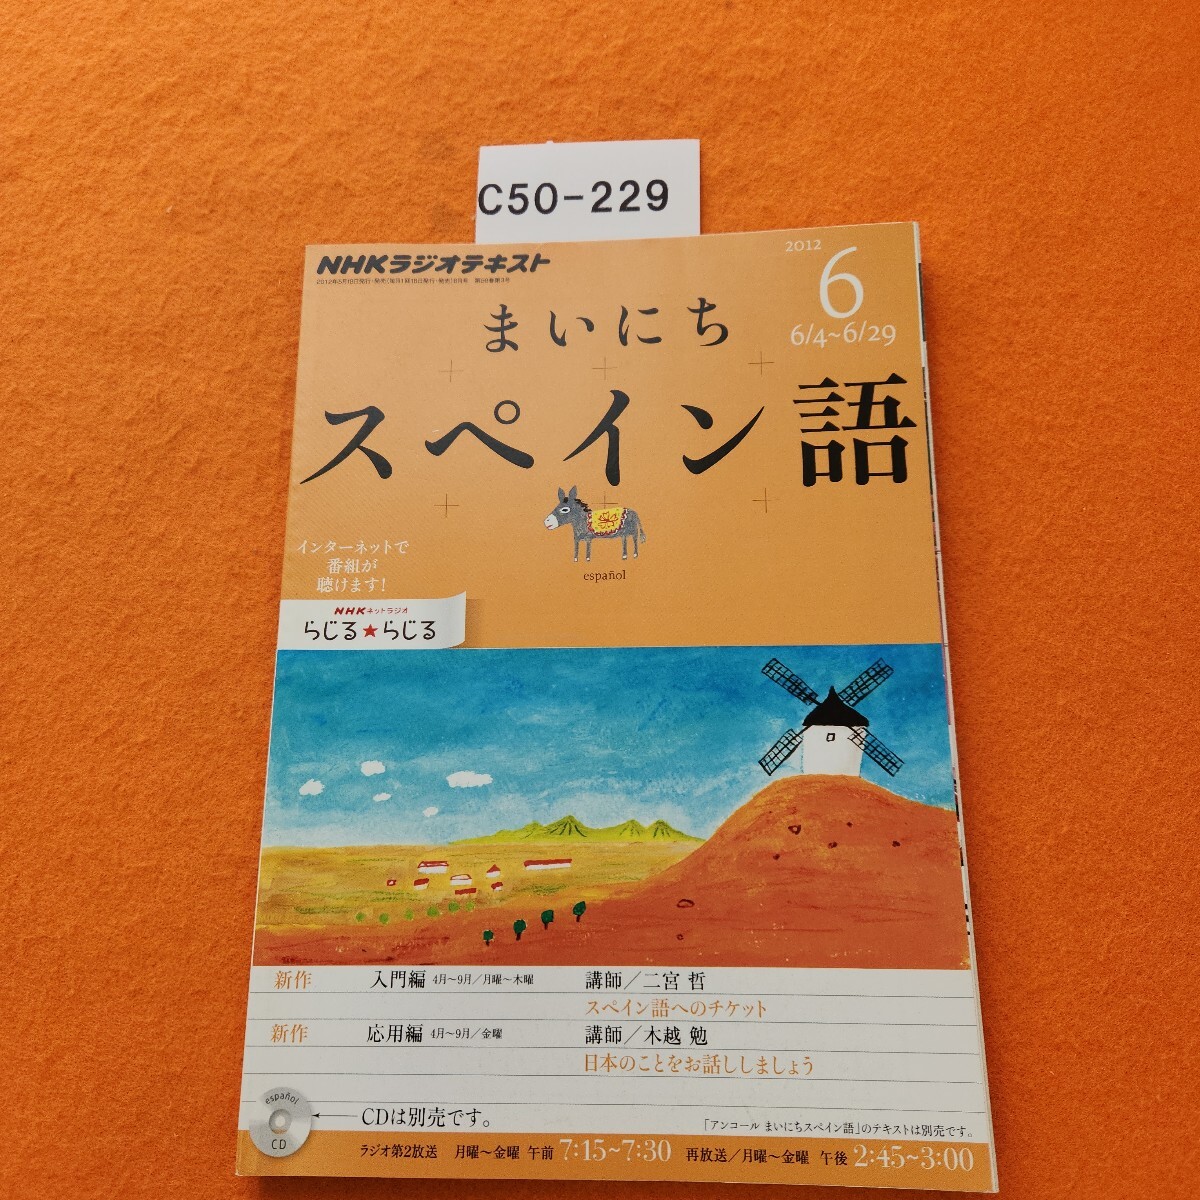 C50-229
NHKラジオテキスト
2012
6
6/4~6/29
まいにち
スペイン語
español
インターネットで
番組が
聴けます!
NHKネットラジオ
らじる★らじる
新作 入門編 4月～9月／月曜～木曜 講師／二宮 哲
スペイン語へのチケット
新作 応用編 4月～9月／金曜 講師／木越 勉
日本のことをお話ししましょう
español
CD
CDは別売です。
「アンコール まいにちスペイン語」のテキストは別売です。
ラジオ第2放送 月曜～金曜 午前 7:15~7:30 再放送／月曜～金曜 午後 2:45~3:00